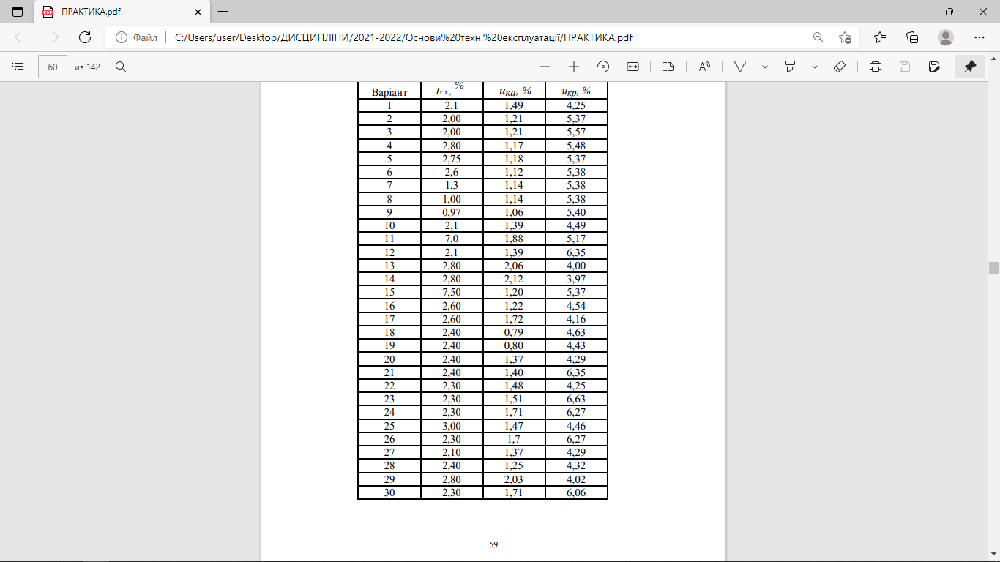 ПРАКТИКА.pdf
Файл C:/Users/user/Desktop/ДИСЦИПЛІНИ/2021-2022/Основи%20техн.%20експлуатації/ПРАКТИКА.pdf
60 из 142
Варіант Iх.х., % uка, % uкр, %
1 2,1 1,49 4,25
2 2,00 1,21 5,37
3 2,00 1,21 5,57
4 2,80 1,17 5,48
5 2,75 1,18 5,37
6 2,6 1,12 5,38
7 1,3 1,14 5,38
8 1,00 1,14 5,38
9 0,97 1,06 5,40
10 2,1 1,39 4,49
11 7,0 1,88 5,17
12 2,1 1,39 6,35
13 2,80 2,06 4,00
14 2,80 2,12 3,97
15 7,50 1,20 5,37
16 2,60 1,22 4,54
17 2,60 1,72 4,16
18 2,40 0,79 4,63
19 2,40 0,80 4,43
20 2,40 1,37 4,29
21 2,40 1,40 6,35
22 2,30 1,48 4,25
23 2,30 1,51 6,63
24 2,30 1,71 6,27
25 3,00 1,47 4,46
26 2,30 1,7 6,27
27 2,10 1,37 4,29
28 2,40 1,25 4,32
29 2,80 2,03 4,02
30 2,30 1,71 6,06
59